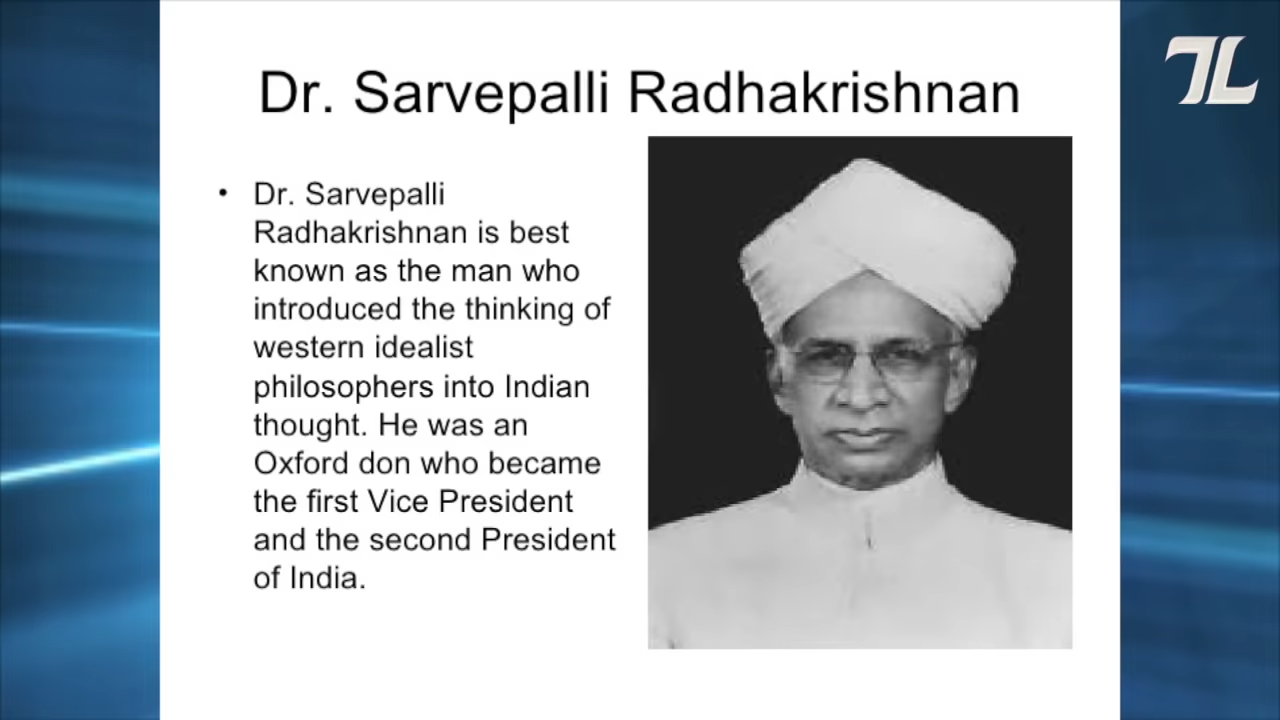 Dr. Sarvepalli Radhakrishnan
• Dr. Sarvepalli
Radhakrishnan is best
known as the man who
introduced the thinking of
western idealist
philosophers into Indian
thought. He was an
Oxford don who became
the first Vice President
and the second President
of India.
TL